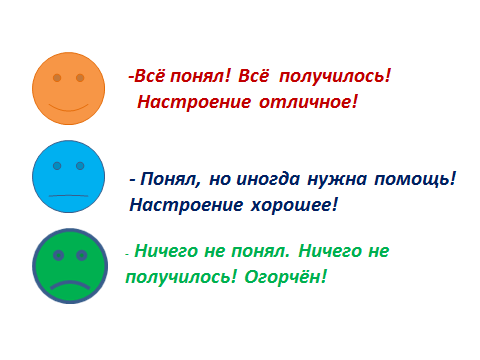 -Всё понял! Всё получилось!
Настроение отличное!
- Понял, но иногда нужна помощь!
Настроение хорошее!
- Ничего не понял. Ничего не
получилось! Огорчён!